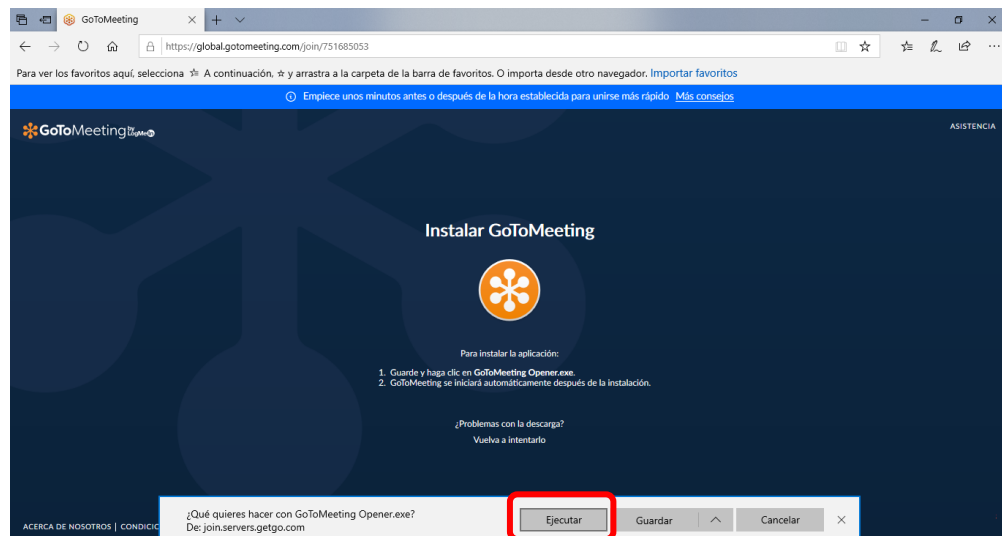 GoToMeeting
https://global.gotomeeting.com/join/751685053
Para ver los favoritos aquí, selecciona A continuación, y arrastra a la carpeta de la barra de favoritos. O importa desde otro navegador. Importar favoritos
Empiece unos minutos antes o después de la hora establecida para unirse más rápido Más consejos
GoToMeeting by LogMeIn
ASISTENCIA
Instalar GoToMeeting
Para instalar la aplicación:
1. Guarde y haga clic en GoToMeeting Opener.exe.
2. GoToMeeting se iniciará automáticamente después de la instalación.
¿Problemas con la descarga?
Vuelva a intentarlo
¿Qué quieres hacer con GoToMeeting Opener.exe?
De: join.servers.getgo.com
Ejecutar Guardar Cancelar
ACERCA DE NOSOTROS | CONDICIC